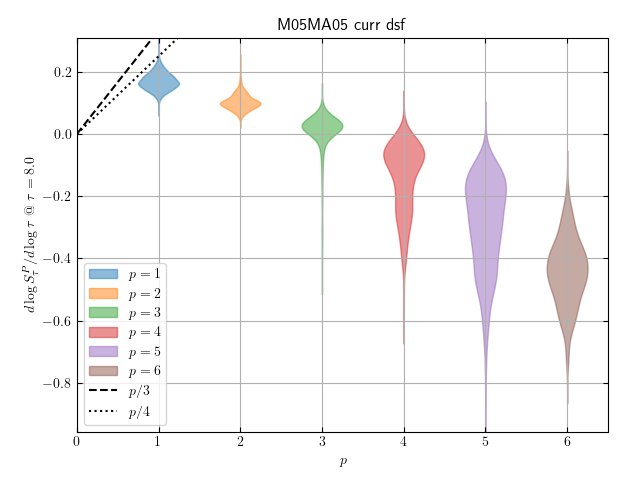 M05MA05 curr dsf
d log S_τ^P / d log τ @ τ = 8.0
0.2
0.0
−0.2
−0.4
−0.6
−0.8
p = 1
p = 2
p = 3
p = 4
p = 5
p = 6
p/3
p/4
0 1 2 3 4 5 6
p